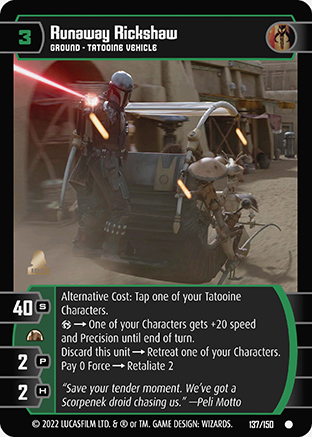 3
Runaway Rickshaw
GROUND - TATOOINE VEHICLE
40 S
2 P
2 H
Alternative Cost: Tap one of your Tatooine
Characters.
→ One of your Characters gets +20 speed
and Precision until end of turn.
Discard this unit → Retreat one of your Characters.
Pay 0 Force → Retaliate 2
“Save your tender moment. We’ve got a
Scorpenek droid chasing us.” —Peli Motto
© 2022 LUCASFILM LTD. & ® or TM. GAME DESIGN: WIZARDS.
137/150